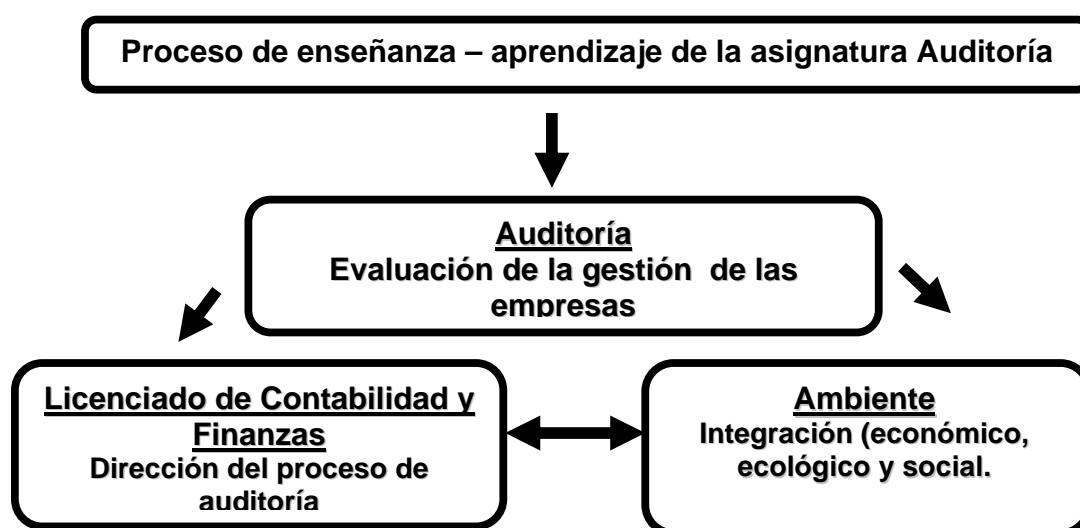 Proceso de enseñanza – aprendizaje de la asignatura Auditoría
Auditoría
Evaluación de la gestión de las
empresas
Licenciado de Contabilidad y
Finanzas
Dirección del proceso de
auditoría
Ambiente
Integración (económico,
ecológico y social.